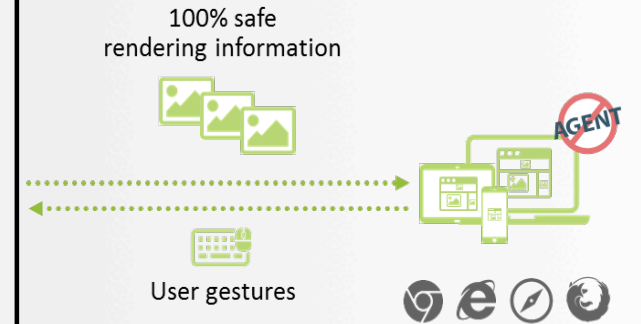 100% safe
rendering information
AGENT
User gestures